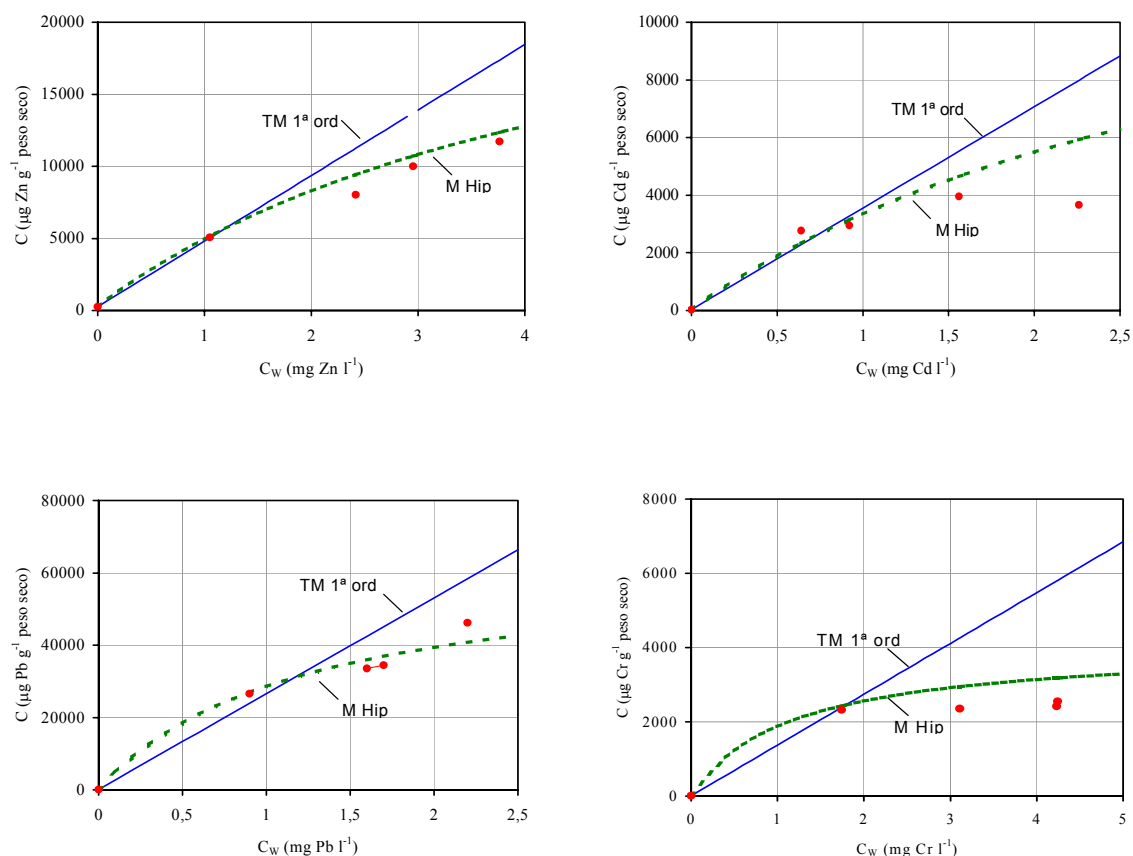 20000
15000
10000
5000
0
C (µg Zn g⁻¹ peso seco)
TM 1ª ord
M Hip
0 1 2 3 4
C_W (mg Zn l⁻¹)
10000
8000
6000
4000
2000
0
C (µg Cd g⁻¹ peso seco)
TM 1ª ord
M Hip
0 0,5 1 1,5 2 2,5
C_W (mg Cd l⁻¹)
80000
60000
40000
20000
0
C (µg Pb g⁻¹ peso seco)
TM 1ª ord
M Hip
0 0,5 1 1,5 2 2,5
C_W (mg Pb l⁻¹)
8000
6000
4000
2000
0
C (µg Cr g⁻¹ peso seco)
TM 1ª ord
M Hip
0 1 2 3 4 5
C_W (mg Cr l⁻¹)